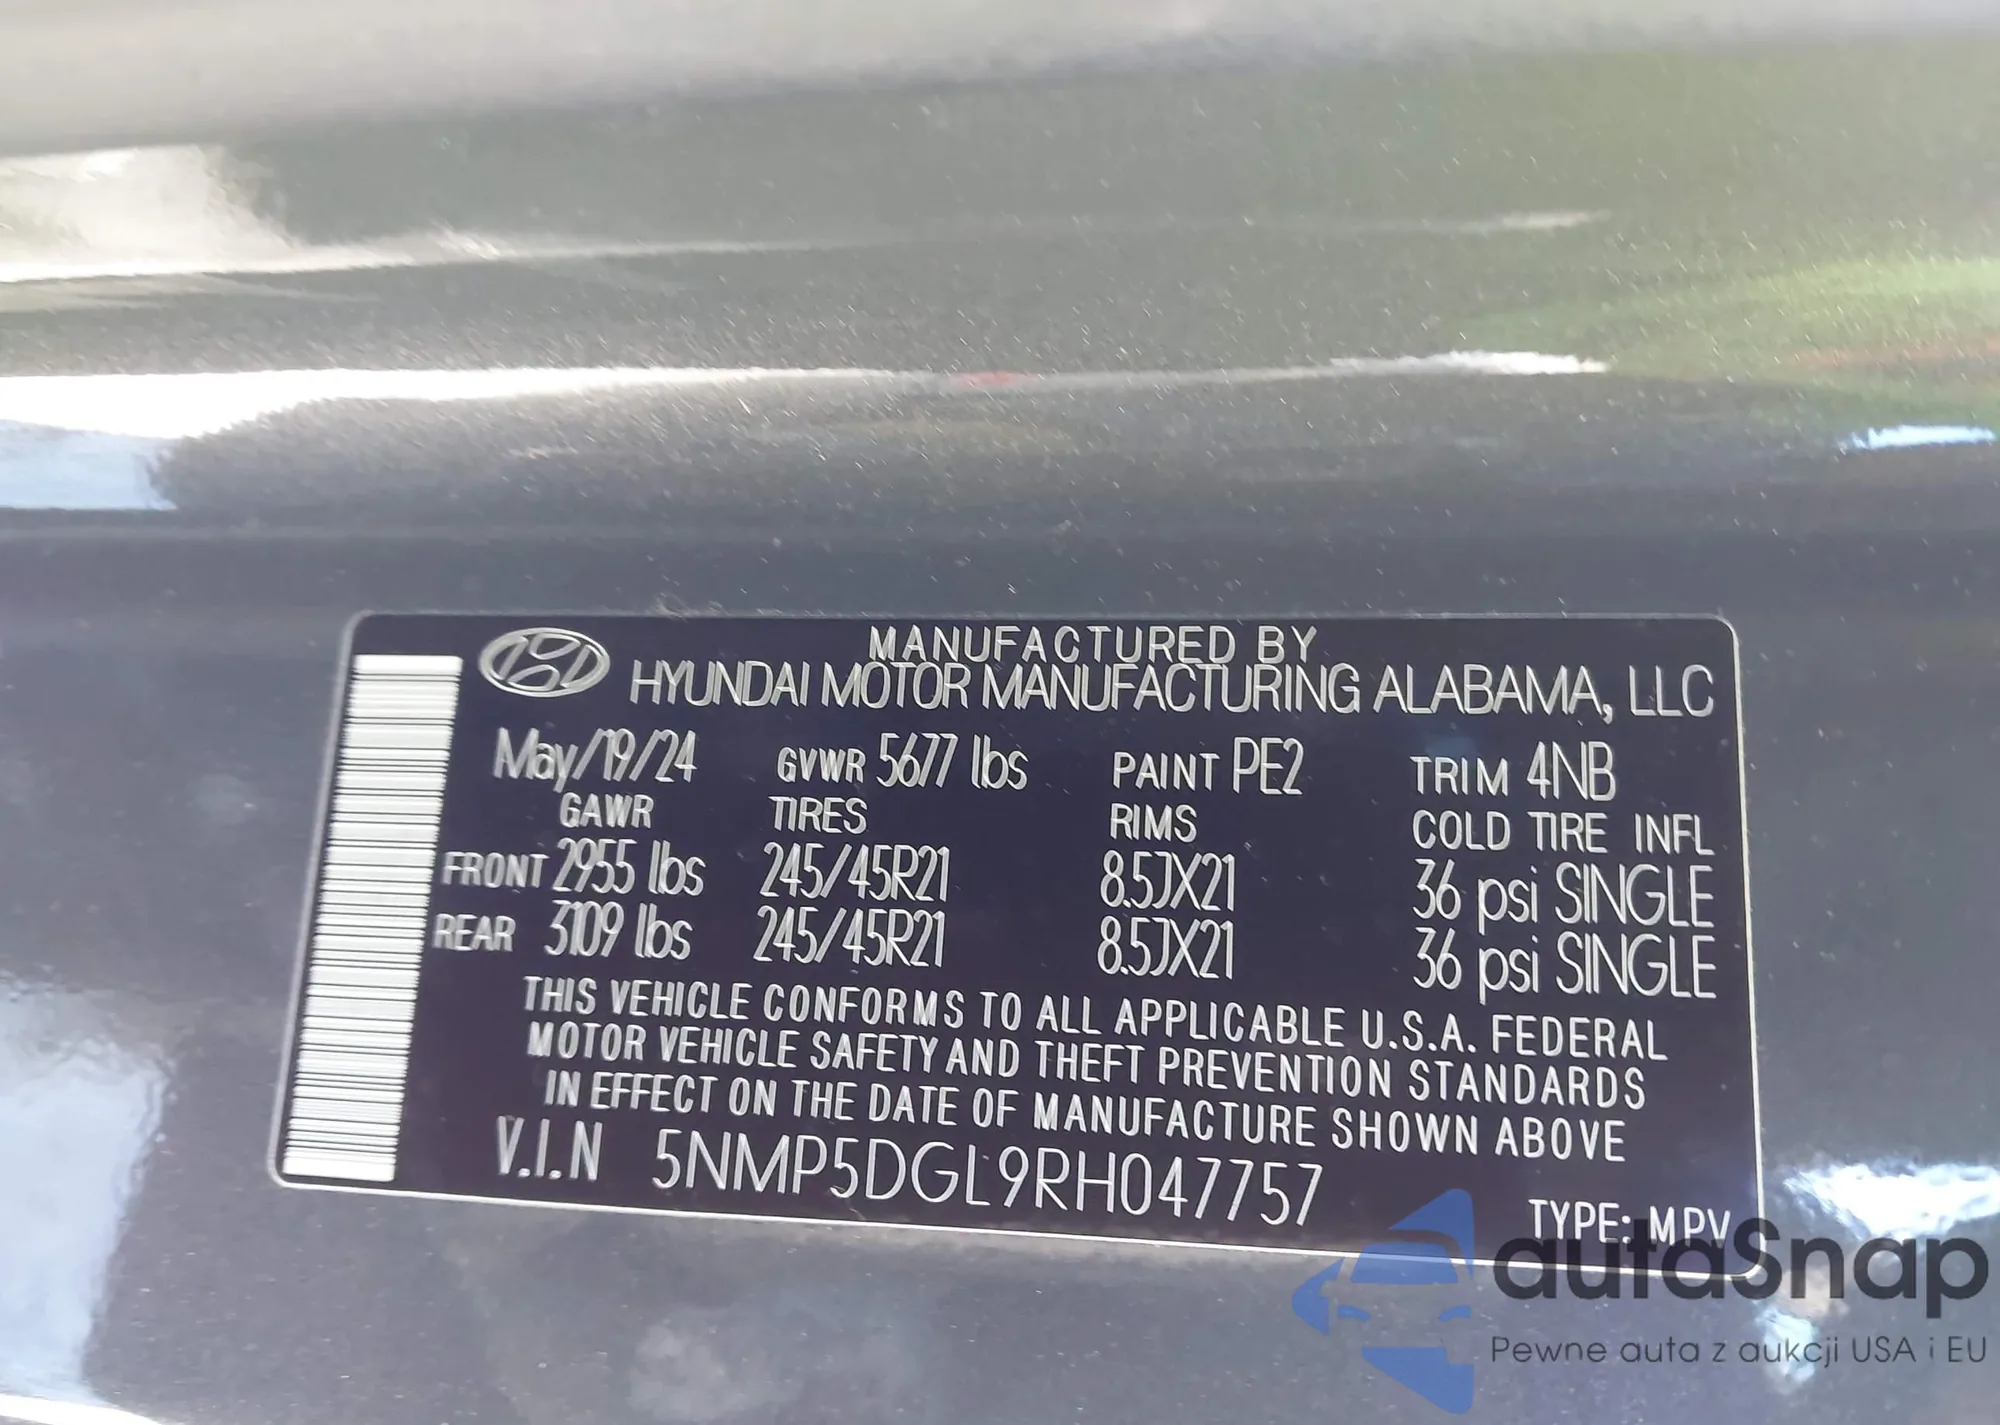 MANUFACTURED BY
HYUNDAI MOTOR MANUFACTURING ALABAMA, LLC
May/19/24 GVWR 5677 lbs PAINT PE2 TRIM 4NB
GAWR TIRES RIMS COLD TIRE INFL
FRONT 2955 lbs 245/45R21 8.5JX21 36 psi SINGLE
REAR 3109 lbs 245/45R21 8.5JX21 36 psi SINGLE
THIS VEHICLE CONFORMS TO ALL APPLICABLE U.S.A. FEDERAL
MOTOR VEHICLE SAFETY AND THEFT PREVENTION STANDARDS
IN EFFECT ON THE DATE OF MANUFACTURE SHOWN ABOVE
V.I.N 5NMP5DGL9RH047757
TYPE: MPV
autaSnap
Pewne auta z aukcji USA i EU